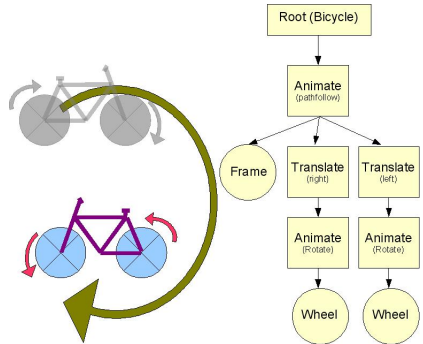 Root (Bicycle)
Animate
(pathfollow)
Frame
Translate
(right)
Translate
(left)
Animate
(Rotate)
Animate
(Rotate)
Wheel
Wheel